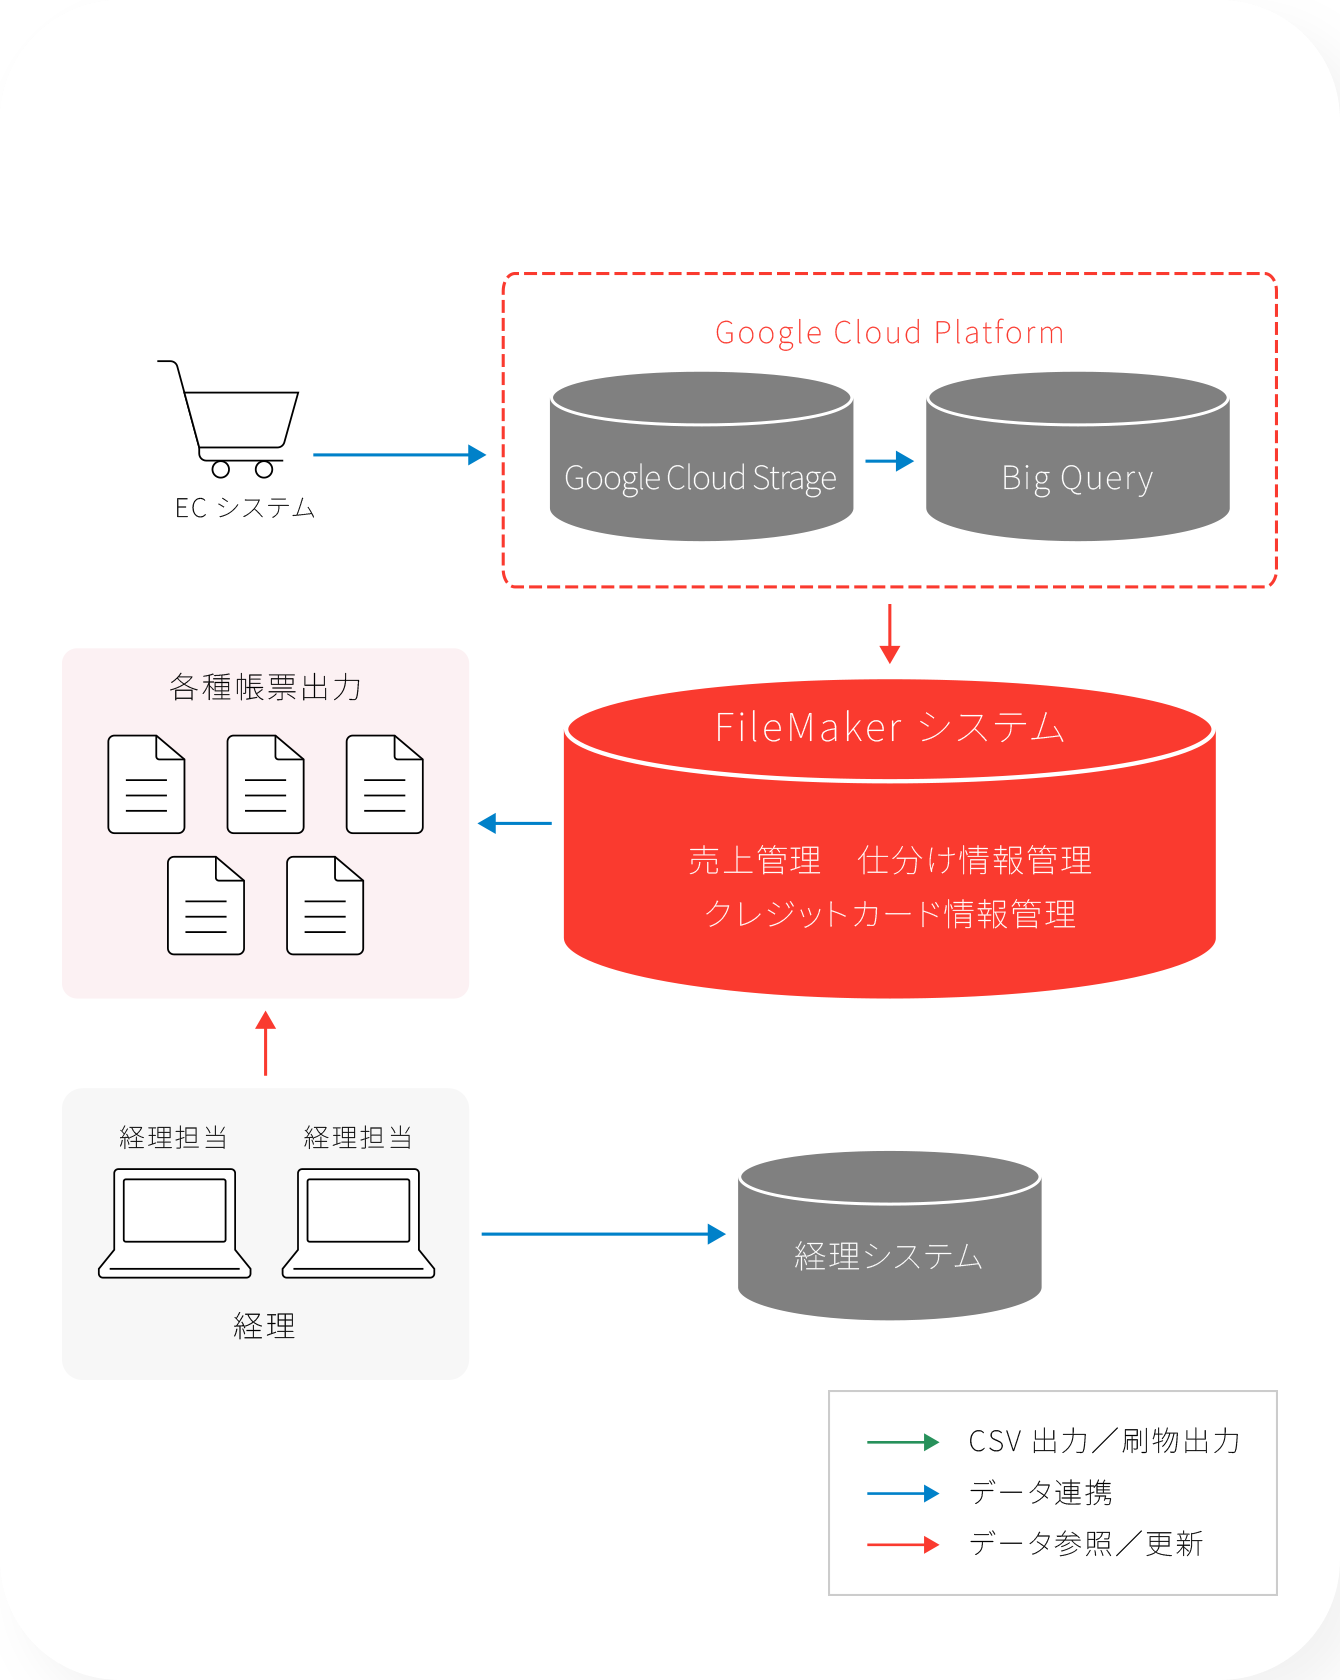 Google Cloud Platform
Google Cloud Strage
Big Query
EC システム
各種帳票出力
FileMaker システム
売上管理　仕分け情報管理
クレジットカード情報管理
経理担当
経理担当
経理
経理システム
CSV 出力／刷物出力
データ連携
データ参照／更新